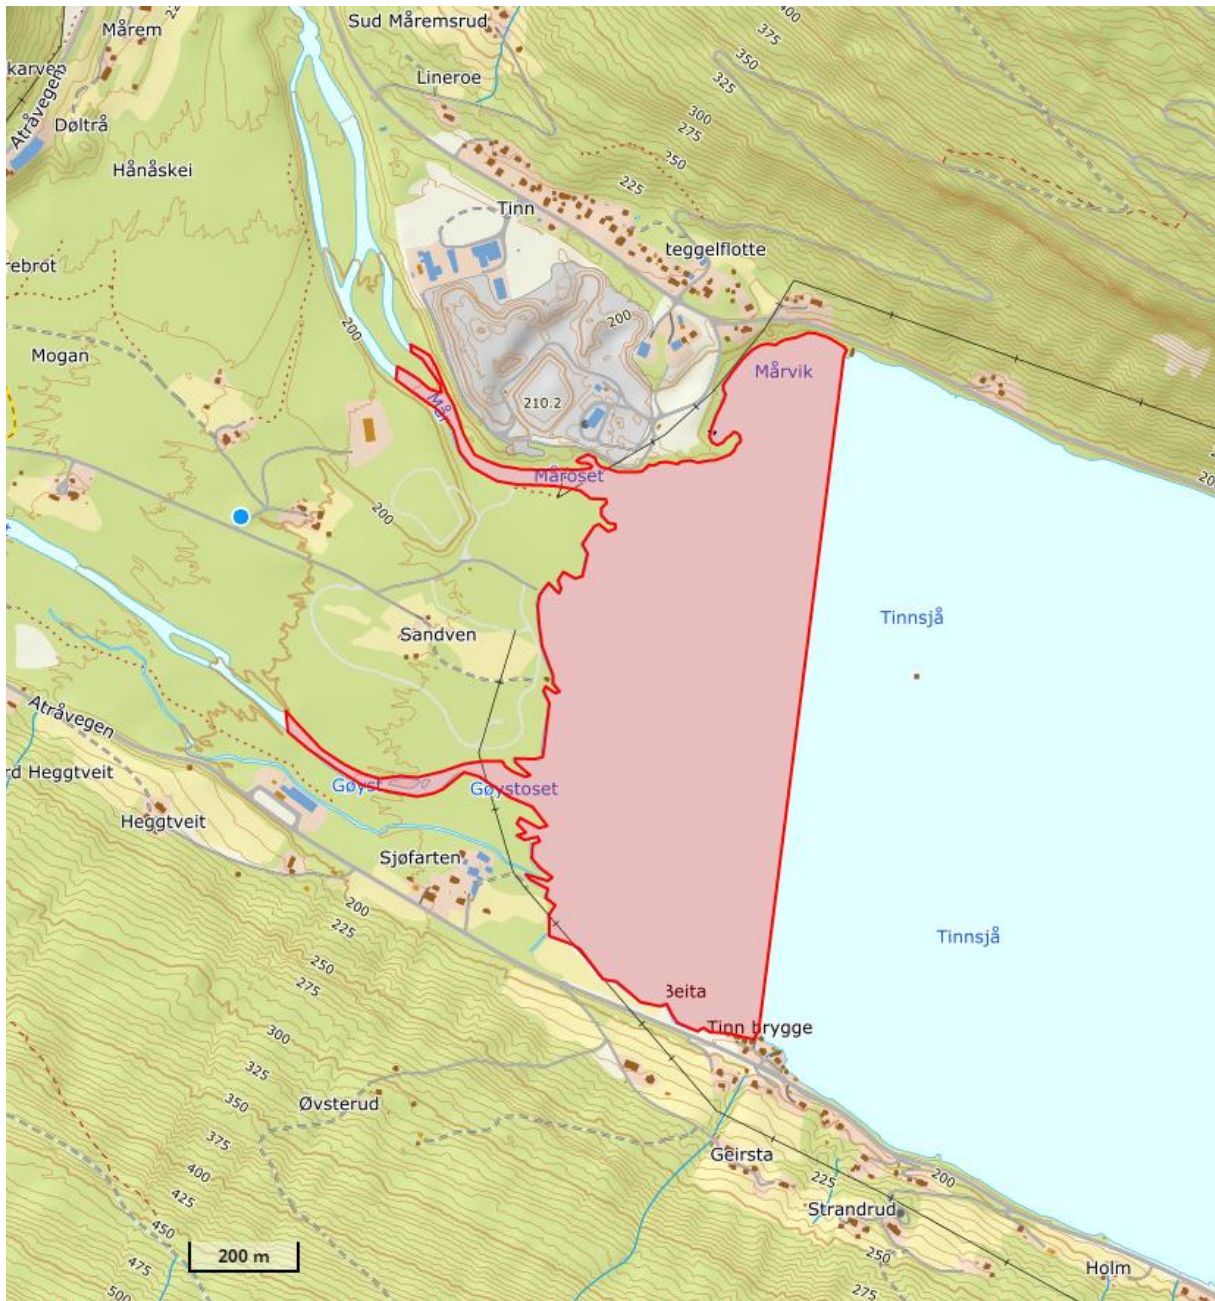 Mårem
Sud Måremsrud
karven
Lineroe
Atråvegen
Døltrå
Hånåskei
400
375
350
325
300
275
250
225
Tinn
teggelflotte
rebrot
200
200
Mogan
Mårvik
210.2
Mår
Måroset
200
Tinnsjå
Sandven
Atråvegen
rd Heggtveit
Gøyst
Gøystoset
Heggtveit
Sjøfarten
200
225
250
275
Tinnsjå
Beita
Tinn brygge
300
325
350
375
400
425
450
475
500
Øvsterud
Geirsta
225
200
Strandrud
250
275
Holm
200 m